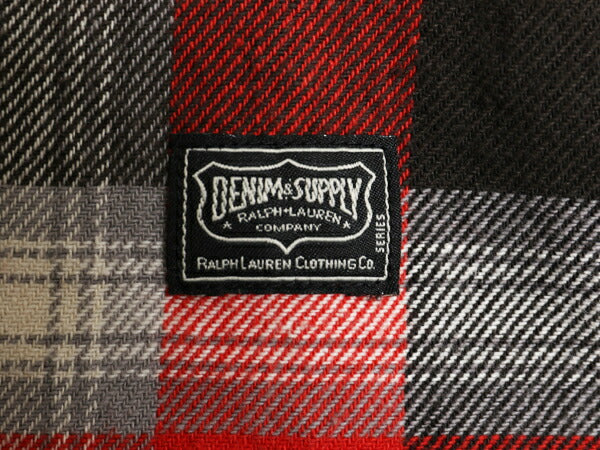 DENIM & SUPPLY
RALPH • LAUREN
COMPANY
SERIES
RALPH LAUREN CLOTHING CO.